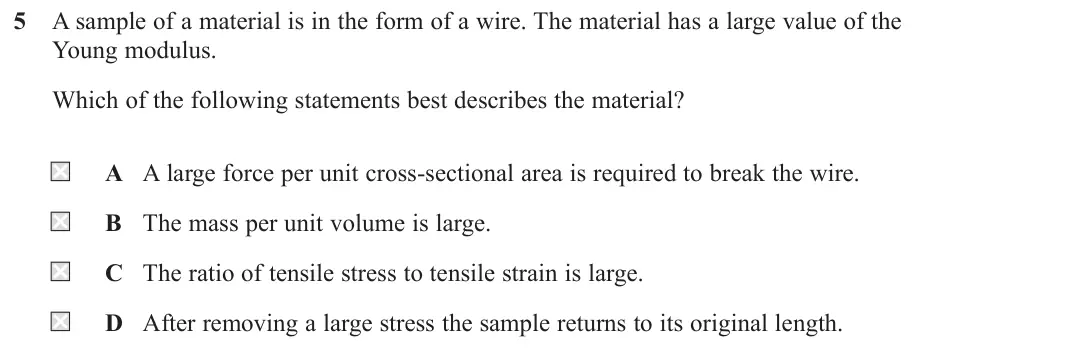 5 A sample of a material is in the form of a wire. The material has a large value of the
Young modulus.
Which of the following statements best describes the material?
A A large force per unit cross-sectional area is required to break the wire.
B The mass per unit volume is large.
C The ratio of tensile stress to tensile strain is large.
D After removing a large stress the sample returns to its original length.